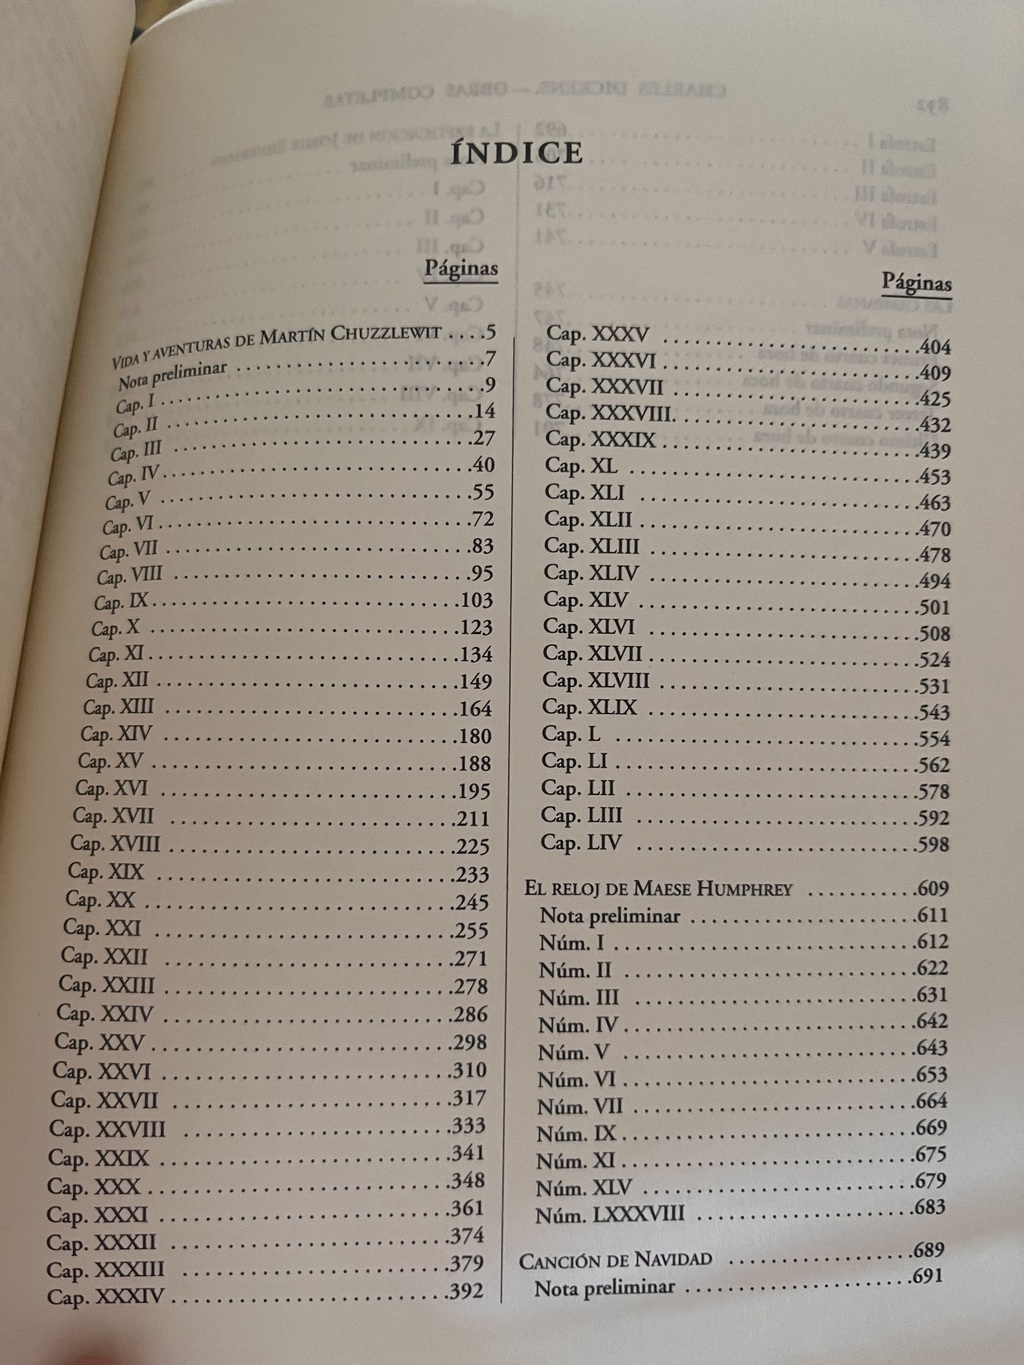 ÍNDICE
Páginas
VIDA Y AVENTURAS DE MARTÍN CHUZZLEWIT . . . .5
Nota preliminar . . . . . . . . . . . . . . . . . . . . .7
Cap. I . . . . . . . . . . . . . . . . . . . . . . . . . . .9
Cap. II . . . . . . . . . . . . . . . . . . . . . . . . . .14
Cap. III . . . . . . . . . . . . . . . . . . . . . . . . .27
Cap. IV . . . . . . . . . . . . . . . . . . . . . . . . .40
Cap. V . . . . . . . . . . . . . . . . . . . . . . . . . .55
Cap. VI . . . . . . . . . . . . . . . . . . . . . . . . .72
Cap. VII . . . . . . . . . . . . . . . . . . . . . . . .83
Cap. VIII . . . . . . . . . . . . . . . . . . . . . . .95
Cap. IX . . . . . . . . . . . . . . . . . . . . . . . .103
Cap. X . . . . . . . . . . . . . . . . . . . . . . . . .123
Cap. XI . . . . . . . . . . . . . . . . . . . . . . . .134
Cap. XII . . . . . . . . . . . . . . . . . . . . . . .149
Cap. XIII . . . . . . . . . . . . . . . . . . . . . .164
Cap. XIV . . . . . . . . . . . . . . . . . . . . . . .180
Cap. XV . . . . . . . . . . . . . . . . . . . . . . . .188
Cap. XVI . . . . . . . . . . . . . . . . . . . . . . .195
Cap. XVII . . . . . . . . . . . . . . . . . . . . . .211
Cap. XVIII . . . . . . . . . . . . . . . . . . . . .225
Cap. XIX . . . . . . . . . . . . . . . . . . . . . . .233
Cap. XX . . . . . . . . . . . . . . . . . . . . . . . .245
Cap. XXI . . . . . . . . . . . . . . . . . . . . . . .255
Cap. XXII . . . . . . . . . . . . . . . . . . . . . .271
Cap. XXIII . . . . . . . . . . . . . . . . . . . . .278
Cap. XXIV . . . . . . . . . . . . . . . . . . . . . .286
Cap. XXV . . . . . . . . . . . . . . . . . . . . . . .298
Cap. XXVI . . . . . . . . . . . . . . . . . . . . . .310
Cap. XXVII . . . . . . . . . . . . . . . . . . . . .317
Cap. XXVIII . . . . . . . . . . . . . . . . . . . .333
Cap. XXIX . . . . . . . . . . . . . . . . . . . . . .341
Cap. XXX . . . . . . . . . . . . . . . . . . . . . . .348
Cap. XXXI . . . . . . . . . . . . . . . . . . . . . .361
Cap. XXXII . . . . . . . . . . . . . . . . . . . . .374
Cap. XXXIII . . . . . . . . . . . . . . . . . . . .379
Cap. XXXIV . . . . . . . . . . . . . . . . . . . . .392
Páginas
Cap. XXXV . . . . . . . . . . . . . . . . . . . . . .404
Cap. XXXVI . . . . . . . . . . . . . . . . . . . . .409
Cap. XXXVII . . . . . . . . . . . . . . . . . . . .425
Cap. XXXVIII. . . . . . . . . . . . . . . . . . . .432
Cap. XXXIX . . . . . . . . . . . . . . . . . . . . .439
Cap. XL . . . . . . . . . . . . . . . . . . . . . . . .453
Cap. XLI . . . . . . . . . . . . . . . . . . . . . . .463
Cap. XLII . . . . . . . . . . . . . . . . . . . . . .470
Cap. XLIII . . . . . . . . . . . . . . . . . . . . .478
Cap. XLIV . . . . . . . . . . . . . . . . . . . . . .494
Cap. XLV . . . . . . . . . . . . . . . . . . . . . . .501
Cap. XLVI . . . . . . . . . . . . . . . . . . . . . .508
Cap. XLVII . . . . . . . . . . . . . . . . . . . . .524
Cap. XLVIII . . . . . . . . . . . . . . . . . . . .531
Cap. XLIX . . . . . . . . . . . . . . . . . . . . . .543
Cap. L . . . . . . . . . . . . . . . . . . . . . . . . .554
Cap. LI . . . . . . . . . . . . . . . . . . . . . . . .562
Cap. LII . . . . . . . . . . . . . . . . . . . . . . .578
Cap. LIII . . . . . . . . . . . . . . . . . . . . . .592
Cap. LIV . . . . . . . . . . . . . . . . . . . . . . .598
EL RELOJ DE MAESE HUMPHREY . . . . . . . . . .609
Nota preliminar . . . . . . . . . . . . . . . . . . .611
Núm. I . . . . . . . . . . . . . . . . . . . . . . . . .612
Núm. II . . . . . . . . . . . . . . . . . . . . . . . .622
Núm. III . . . . . . . . . . . . . . . . . . . . . . .631
Núm. IV . . . . . . . . . . . . . . . . . . . . . . . .642
Núm. V . . . . . . . . . . . . . . . . . . . . . . . . .643
Núm. VI . . . . . . . . . . . . . . . . . . . . . . . .653
Núm. VII . . . . . . . . . . . . . . . . . . . . . . .664
Núm. IX . . . . . . . . . . . . . . . . . . . . . . . .669
Núm. XI . . . . . . . . . . . . . . . . . . . . . . . .675
Núm. XLV . . . . . . . . . . . . . . . . . . . . . . .679
Núm. LXXXVIII . . . . . . . . . . . . . . . . . .683
CANCIÓN DE NAVIDAD . . . . . . . . . . . . . . . .689
Nota preliminar . . . . . . . . . . . . . . . . . . .691